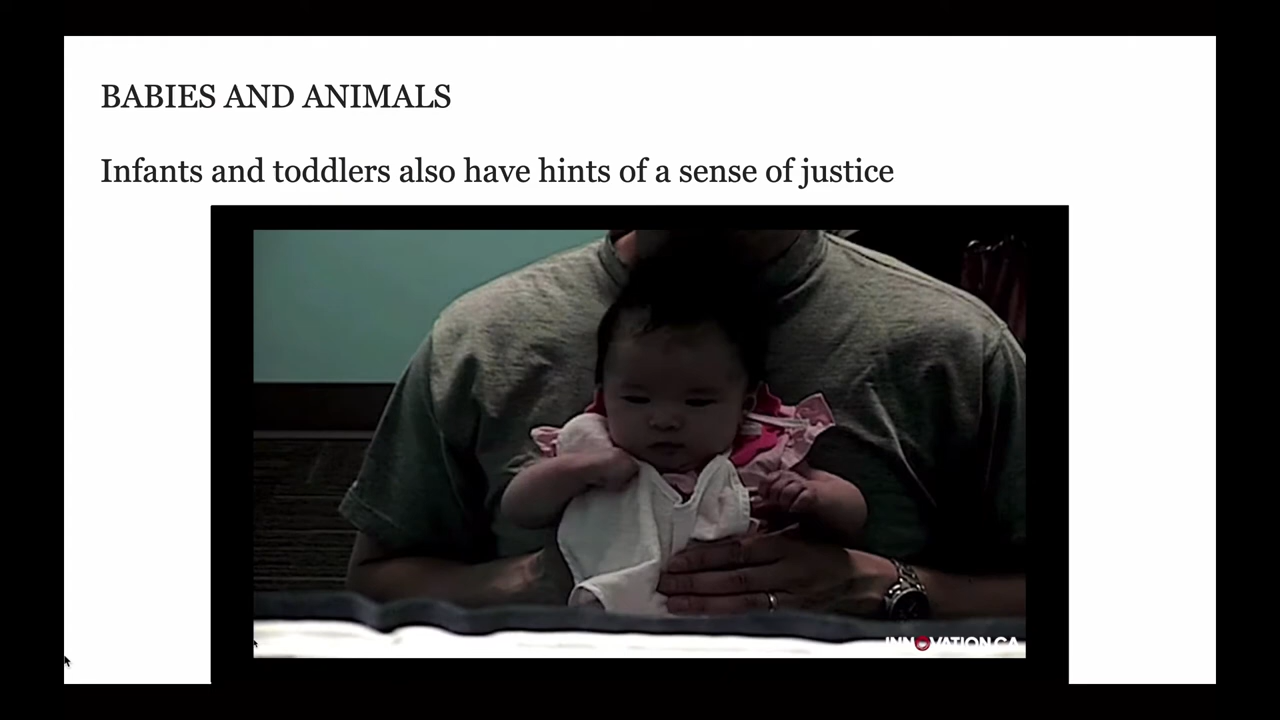 BABIES AND ANIMALS
Infants and toddlers also have hints of a sense of justice
INNOVATION.CA